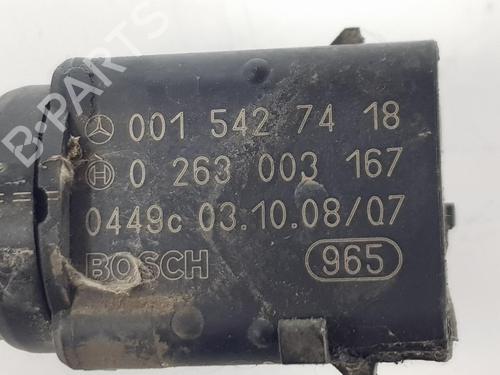 001 542 74 18
0 263 003 167
0449c 03.10.08/07
BOSCH 965
B-PARTS